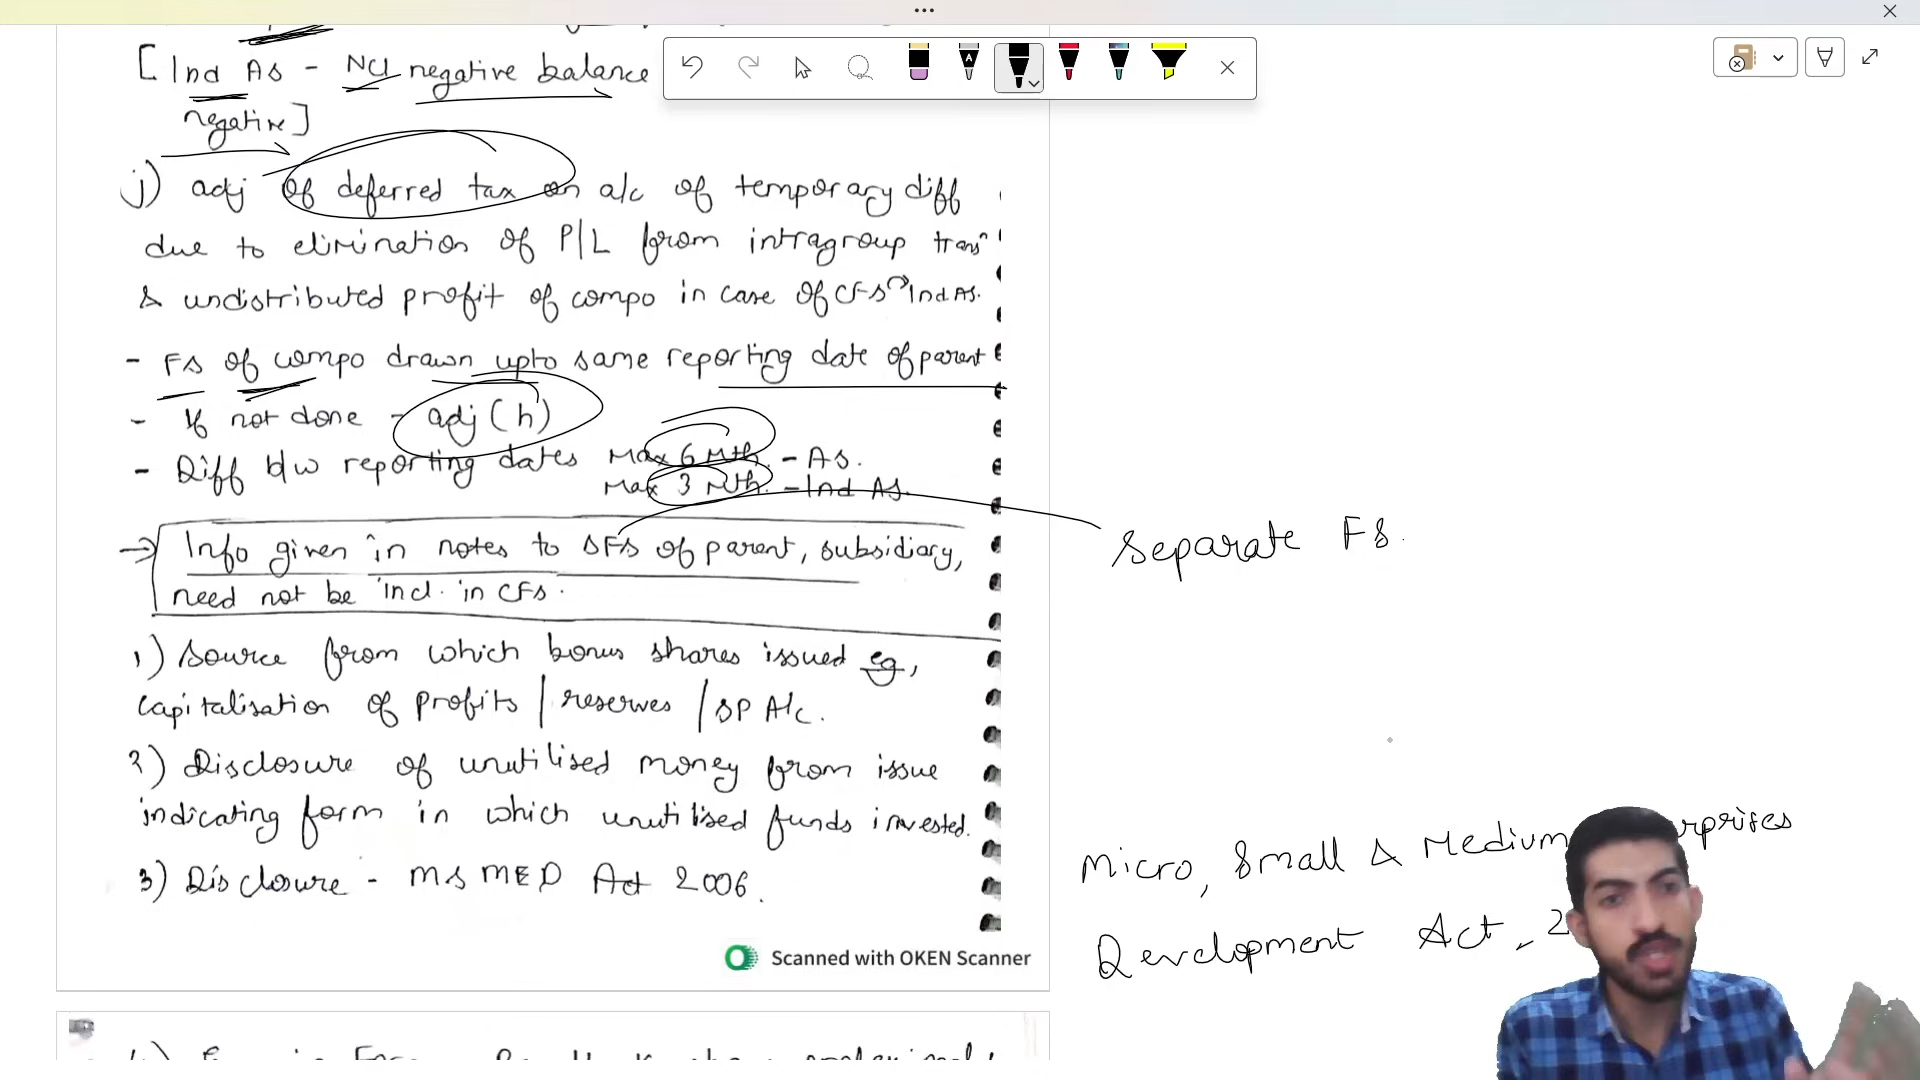 [Ind AS - NCI negative balance
negative]
j) adj of deferred tax on a/c of temporary diff
due to elimination of P/L from intragroup transn
& undistributed profit of compo in case of CFS Ind AS.
- FS of compo drawn upto same reporting date of parent
- If not done - adj (h)
- Diff b/w reporting dates Max 6 Mth. - AS.
Max 3 Mth. - Ind AS.
→ Info given in notes to SFS of parent, subsidiary,
need not be incl. in CFS.
Separate FS.
1) Source from which bonus shares issued eg,
capitalisation of profits / reserves / SP A/c.
2) Disclosure of unutilised money from issue
indicating form in which unutilised funds invested.
3) Disclosure - MSMED Act 2006.
Micro, Small & Medium
Development Act, 2
Scanned with OKEN Scanner